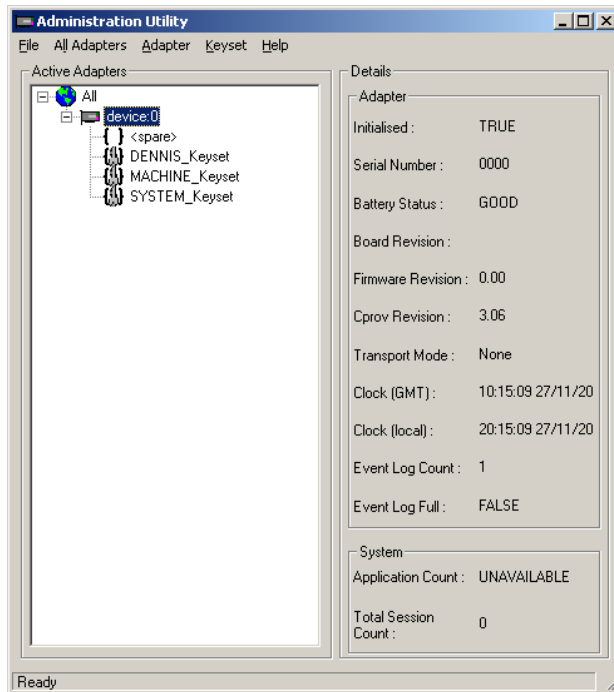 Administration Utility
File All Adapters Adapter Keyset Help
Active Adapters
All
device:0
<spare>
DENNIS_Keyset
MACHINE_Keyset
SYSTEM_Keyset
Details
Adapter
Initialised : TRUE
Serial Number : 0000
Battery Status : GOOD
Board Revision :
Firmware Revision : 0.00
Cprov Revision : 3.06
Transport Mode : None
Clock (GMT) : 10:15:09 27/11/20
Clock (local) : 20:15:09 27/11/20
Event Log Count : 1
Event Log Full : FALSE
System
Application Count : UNAVAILABLE
Total Session
Count : 0
Ready